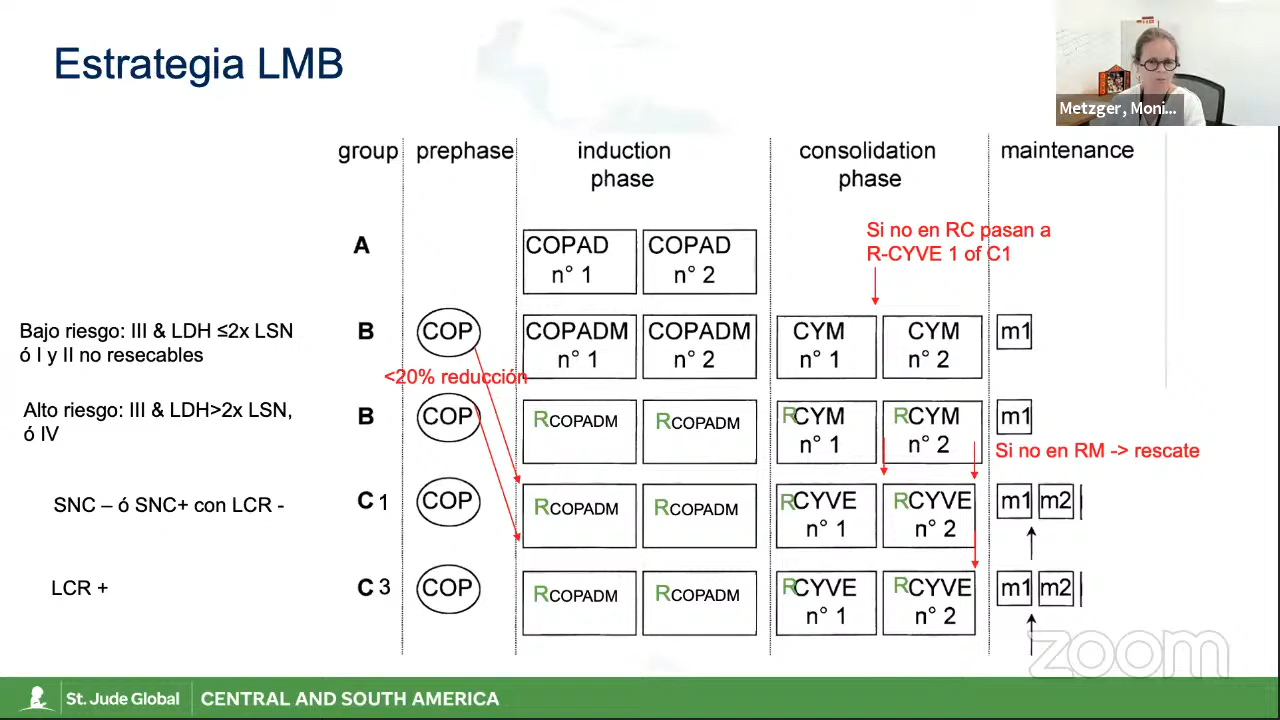 Estrategia LMB
Metzger, Moni...
group prephase induction phase consolidation phase maintenance
Si no en RC pasan a
R-CYVE 1 of C1
A COPAD n° 1 COPAD n° 2
Bajo riesgo: III & LDH ≤2x LSN
ó I y II no resecables
B COP COPADM n° 1 COPADM n° 2 CYM n° 1 CYM n° 2 m1
<20% reducción
Alto riesgo: III & LDH>2x LSN,
ó IV
B COP RCOPADM RCOPADM RCYM n° 1 RCYM n° 2 m1
Si no en RM -> rescate
SNC – ó SNC+ con LCR -
C 1 COP RCOPADM RCOPADM RCYVE n° 1 RCYVE n° 2 m1 m2
LCR +
C 3 COP RCOPADM RCOPADM RCYVE n° 1 RCYVE n° 2 m1 m2
zoom
St. Jude Global CENTRAL AND SOUTH AMERICA